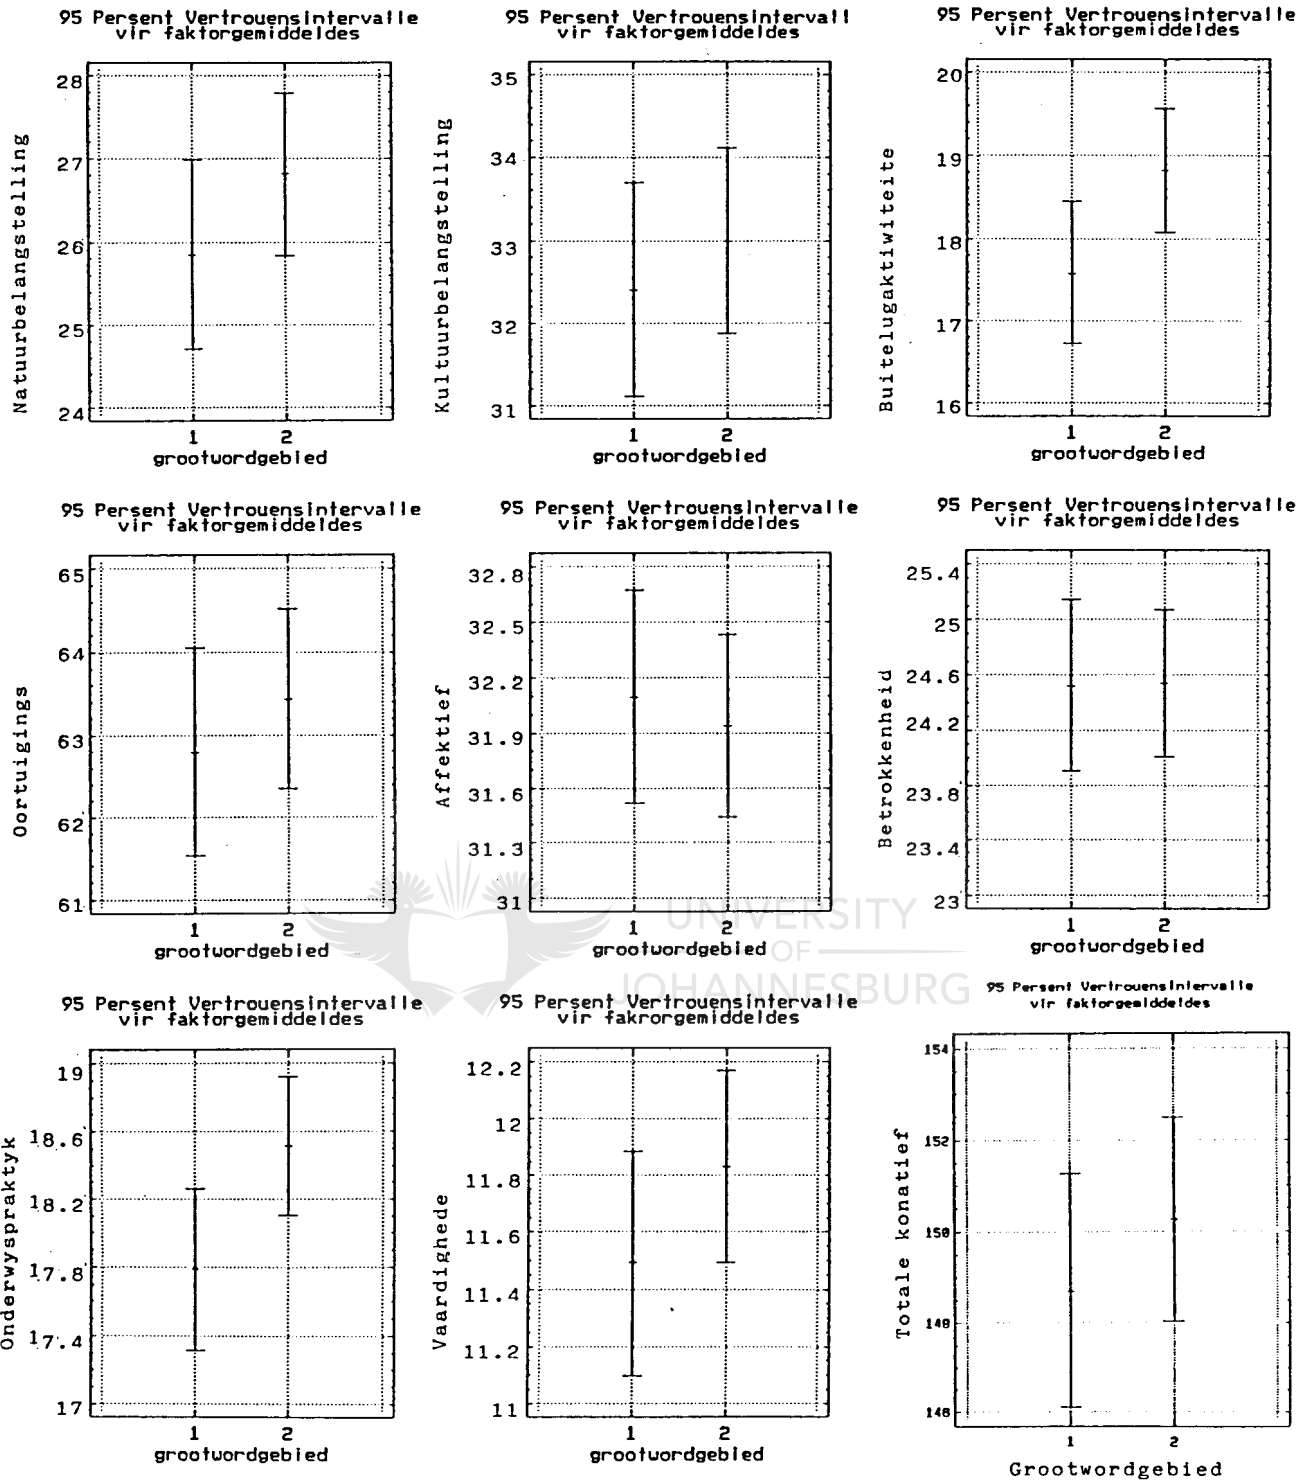 95 Persent Vertrouensintervalle
vir faktorgemiddeldes
Natuurbelangstelling
28
27
26
25
24
1 2
grootwordgebied
95 Persent Vertrouensintervall
vir faktorgemiddeldes
Kultuurbelangstelling
35
34
33
32
31
1 2
grootwordgebied
95 Persent Vertrouensintervalle
vir faktorgemiddeldes
Buitelugaktiwiteite
20
19
18
17
16
1 2
grootwordgebied
95 Persent Vertrouensintervalle
vir faktorgemiddeldes
Oortuigings
65
64
63
62
61
1 2
grootwordgebied
95 Persent Vertrouensintervalle
vir faktorgemiddeldes
Affektief
32.8
32.5
32.2
31.9
31.6
31.3
31
1 2
grootwordgebied
95 Persent Vertrouensintervalle
vir faktorgemiddeldes
Betrokkenheid
25.4
25
24.6
24.2
23.8
23.4
23
1 2
grootwordgebied
UNIVERSITY
OF
JOHANNESBURG
95 Persent Vertrouensintervalle
vir faktorgemiddeldes
Onderwyspraktyk
19
18.6
18.2
17.8
17.4
17
1 2
grootwordgebied
95 Persent Vertrouensintervalle
vir fakrorgemiddeldes
Vaardighede
12.2
12
11.8
11.6
11.4
11.2
11
1 2
grootwordgebied
95 Persent Vertrouensintervalle
vir faktorgemiddeldes
Totale konatief
154
152
150
148
146
1 2
Grootwordgebied